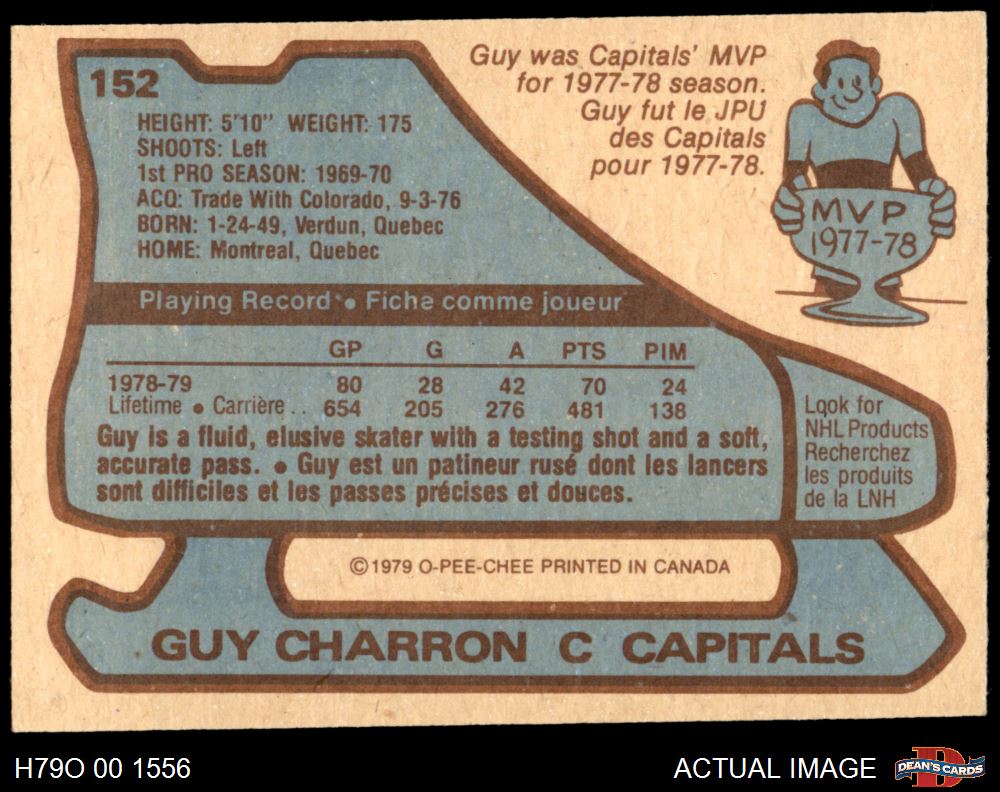 152
HEIGHT: 5'10" WEIGHT: 175
SHOOTS: Left
1st PRO SEASON: 1969-70
ACQ: Trade With Colorado, 9-3-76
BORN: 1-24-49, Verdun, Quebec
HOME: Montreal, Quebec
Guy was Capitals' MVP
for 1977-78 season.
Guy fut le JPU
des Capitals
pour 1977-78.
MVP
1977-78
Playing Record • Fiche comme joueur
GP G A PTS PIM
1978-79 80 28 42 70 24
Lifetime • Carrière .. 654 205 276 481 138
Guy is a fluid, elusive skater with a testing shot and a soft,
accurate pass. • Guy est un patineur rusé dont les lancers
sont difficiles et les passes précises et douces.
Look for
NHL Products
Recherchez
les produits
de la LNH
©1979 O-PEE-CHEE PRINTED IN CANADA
GUY CHARRON C CAPITALS
H79O 00 1556
ACTUAL IMAGE
D
DEAN'S CARDS